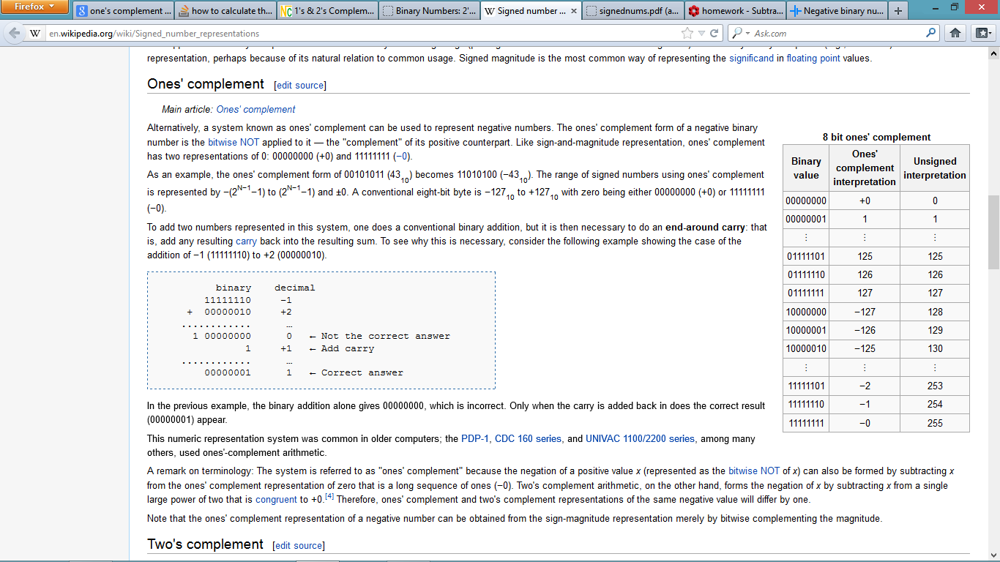 Firefox
one's complement ...
how to calculate th...
1's & 2's Complem...
Binary Numbers: 2'...
Signed number ...
signednums.pdf (a...
homework - Subtra...
Negative binary nu...
en.wikipedia.org/wiki/Signed_number_representations
Ask.com
representation, perhaps because of its natural relation to common usage. Signed magnitude is the most common way of representing the significand in floating point values.
Ones' complement [edit source]
Main article: Ones' complement
Alternatively, a system known as ones' complement can be used to represent negative numbers. The ones' complement form of a negative binary
number is the bitwise NOT applied to it — the "complement" of its positive counterpart. Like sign-and-magnitude representation, ones' complement
has two representations of 0: 00000000 (+0) and 11111111 (−0).
As an example, the ones' complement form of 00101011 (43₁₀) becomes 11010100 (−43₁₀). The range of signed numbers using ones' complement
is represented by −(2ᴺ⁻¹−1) to (2ᴺ⁻¹−1) and ±0. A conventional eight-bit byte is −127₁₀ to +127₁₀ with zero being either 00000000 (+0) or 11111111
(−0).
To add two numbers represented in this system, one does a conventional binary addition, but it is then necessary to do an end-around carry: that
is, add any resulting carry back into the resulting sum. To see why this is necessary, consider the following example showing the case of the
addition of −1 (11111110) to +2 (00000010).
binary decimal
11111110 −1
+ 00000010 +2
............ ...
1 00000000 0 ← Not the correct answer
1 +1 ← Add carry
............ ...
00000001 1 ← Correct answer
In the previous example, the binary addition alone gives 00000000, which is incorrect. Only when the carry is added back in does the correct result
(00000001) appear.
This numeric representation system was common in older computers; the PDP-1, CDC 160 series, and UNIVAC 1100/2200 series, among many
others, used ones'-complement arithmetic.
A remark on terminology: The system is referred to as "ones' complement" because the negation of a positive value x (represented as the bitwise NOT of x) can also be formed by subtracting x
from the ones' complement representation of zero that is a long sequence of ones (−0). Two's complement arithmetic, on the other hand, forms the negation of x by subtracting x from a single
large power of two that is congruent to +0.[4] Therefore, ones' complement and two's complement representations of the same negative value will differ by one.
Note that the ones' complement representation of a negative number can be obtained from the sign-magnitude representation merely by bitwise complementing the magnitude.
Two's complement [edit source]
8 bit ones' complement
Binary value Ones' complement interpretation Unsigned interpretation
00000000 +0 0
00000001 1 1
⋮ ⋮ ⋮
01111101 125 125
01111110 126 126
01111111 127 127
10000000 −127 128
10000001 −126 129
10000010 −125 130
⋮ ⋮ ⋮
11111101 −2 253
11111110 −1 254
11111111 −0 255